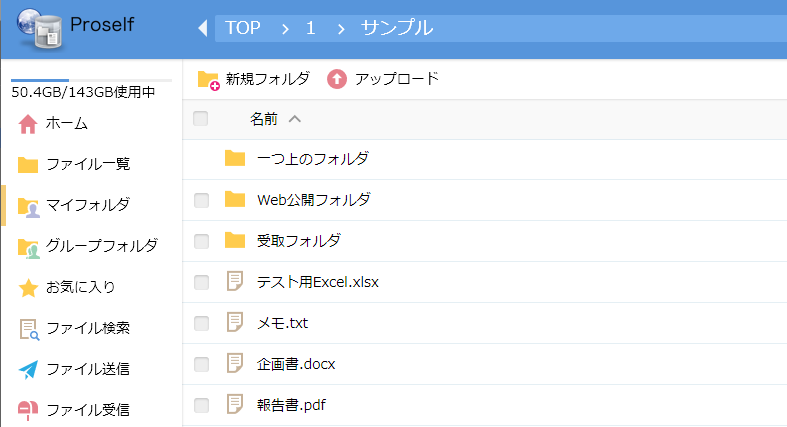 Proself
TOP > 1 > サンプル
50.4GB/143GB使用中
新規フォルダ アップロード
名前
ホーム
ファイル一覧
マイフォルダ
グループフォルダ
お気に入り
ファイル検索
ファイル送信
ファイル受信
一つ上のフォルダ
Web公開フォルダ
受取フォルダ
テスト用Excel.xlsx
メモ.txt
企画書.docx
報告書.pdf